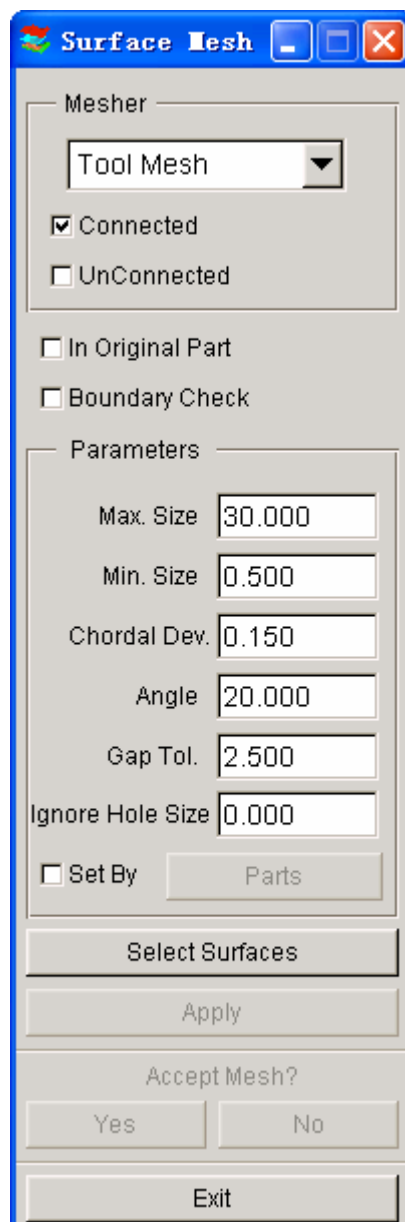 Surface Mesh
Mesher
Tool Mesh
Connected
UnConnected
In Original Part
Boundary Check
Parameters
Max. Size 30.000
Min. Size 0.500
Chordal Dev. 0.150
Angle 20.000
Gap Tol. 2.500
Ignore Hole Size 0.000
Set By Parts
Select Surfaces
Apply
Accept Mesh?
Yes No
Exit